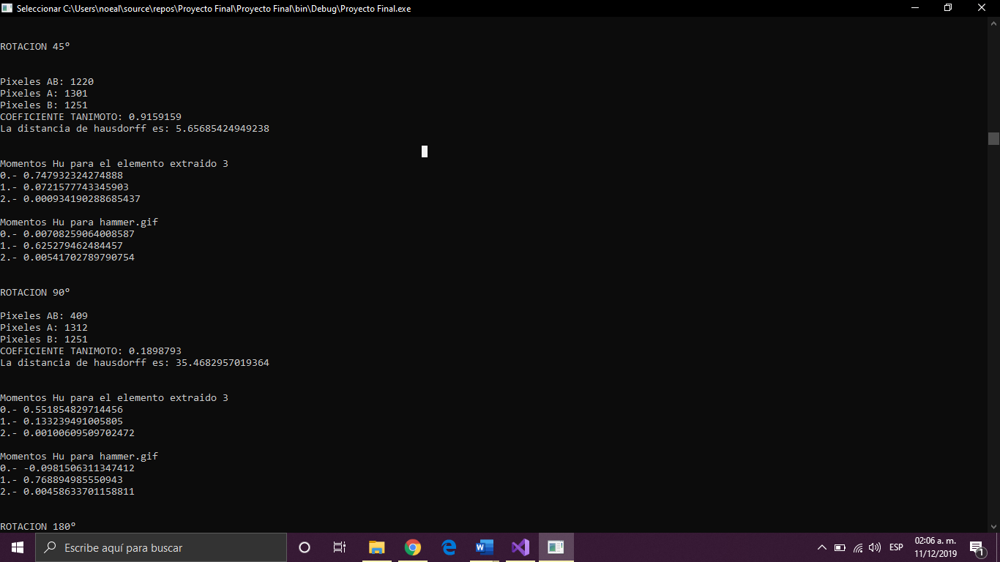 Seleccionar C:\Users\noeal\source\repos\Proyecto Final\Proyecto Final\bin\Debug\Proyecto Final.exe
ROTACION 45º
Pixeles AB: 1220
Pixeles A: 1301
Pixeles B: 1251
COEFICIENTE TANIMOTO: 0.9159159
La distancia de hausdorff es: 5.65685424949238
Momentos Hu para el elemento extraido 3
0.- 0.747932324274888
1.- 0.0721577743345903
2.- 0.000934190288685437
Momentos Hu para hammer.gif
0.- 0.00708259064008587
1.- 0.625279462484457
2.- 0.00541702789790754
ROTACION 90º
Pixeles AB: 409
Pixeles A: 1312
Pixeles B: 1251
COEFICIENTE TANIMOTO: 0.1898793
La distancia de hausdorff es: 35.4682957019364
Momentos Hu para el elemento extraido 3
0.- 0.551854829714456
1.- 0.133239491005805
2.- 0.00100609509702472
Momentos Hu para hammer.gif
0.- -0.0981506311347412
1.- 0.768894985550943
2.- 0.00458633701158811
ROTACION 180º
Escribe aquí para buscar
ESP
02:06 a. m.
11/12/2019
1